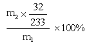 m₂ × 32/233
/ m₁ × 100%